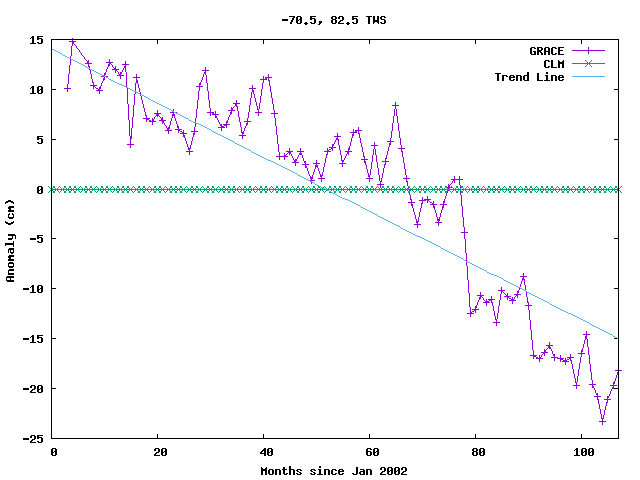 -70.5, 82.5 TWS
GRACE
CLM
Trend Line
15
10
5
0
-5
-10
-15
-20
-25
Anomaly (cm)
0 20 40 60 80 100
Months since Jan 2002